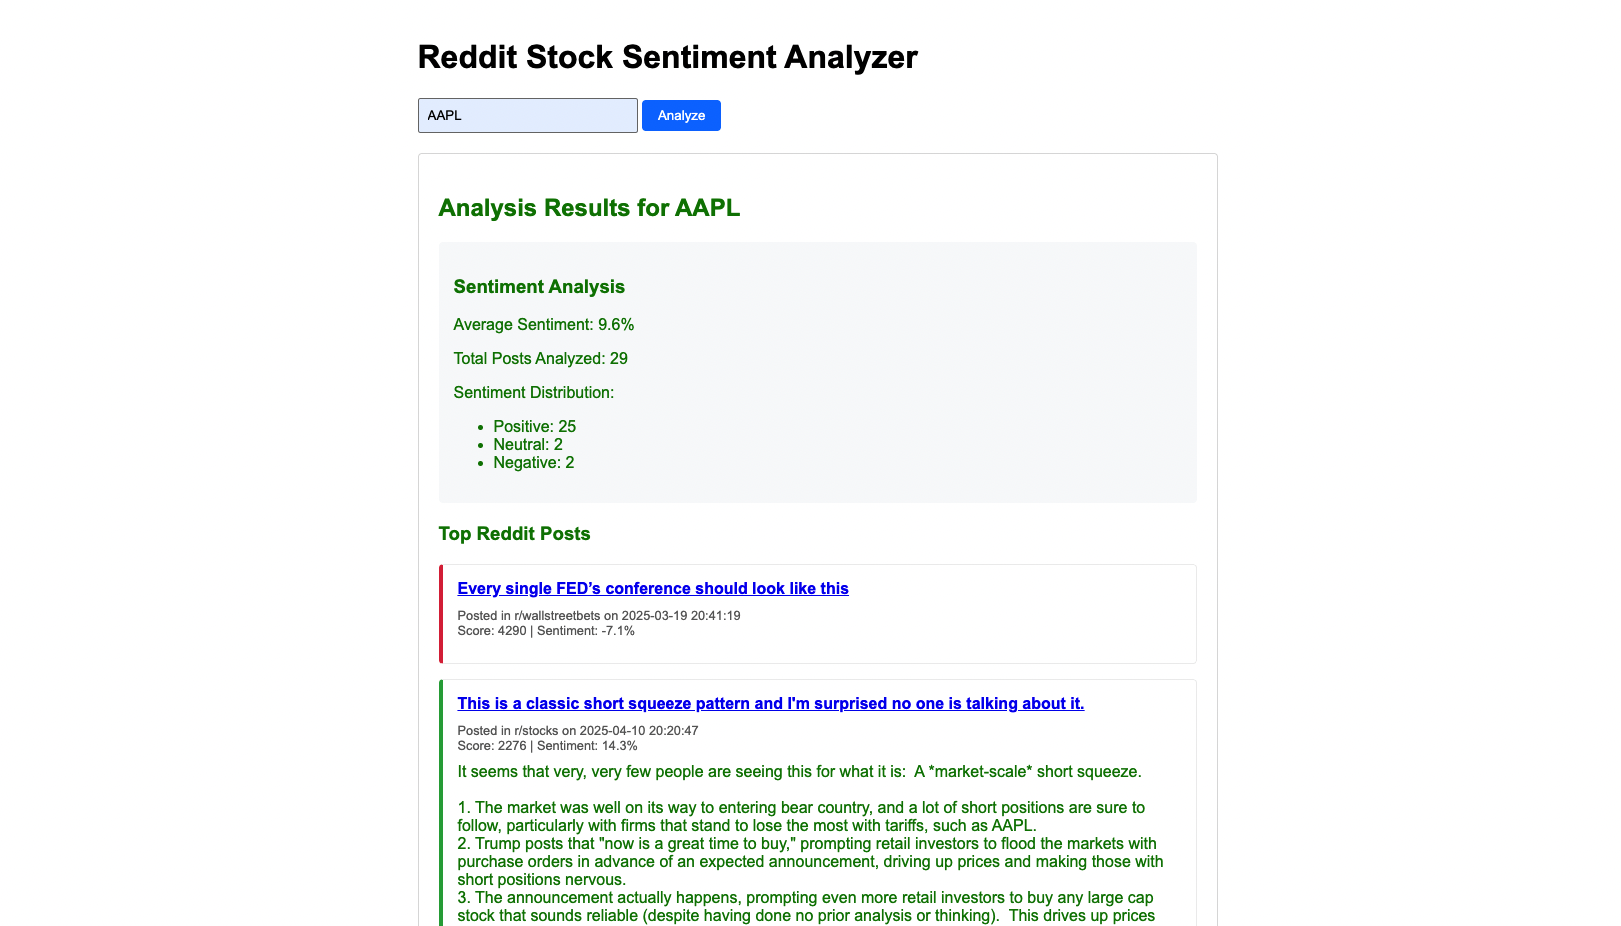 Reddit Stock Sentiment Analyzer
AAPL
Analyze
Analysis Results for AAPL
Sentiment Analysis
Average Sentiment: 9.6%
Total Posts Analyzed: 29
Sentiment Distribution:
• Positive: 25
• Neutral: 2
• Negative: 2
Top Reddit Posts
Every single FED’s conference should look like this
Posted in r/wallstreetbets on 2025-03-19 20:41:19
Score: 4290 | Sentiment: -7.1%
This is a classic short squeeze pattern and I'm surprised no one is talking about it.
Posted in r/stocks on 2025-04-10 20:20:47
Score: 2276 | Sentiment: 14.3%
It seems that very, very few people are seeing this for what it is:  A *market-scale* short squeeze.
1. The market was well on its way to entering bear country, and a lot of short positions are sure to
follow, particularly with firms that stand to lose the most with tariffs, such as AAPL.
2. Trump posts that "now is a great time to buy," prompting retail investors to flood the markets with
purchase orders in advance of an expected announcement, driving up prices and making those with
short positions nervous.
3. The announcement actually happens, prompting even more retail investors to buy any large cap
stock that sounds reliable (despite having done no prior analysis or thinking).  This drives up prices